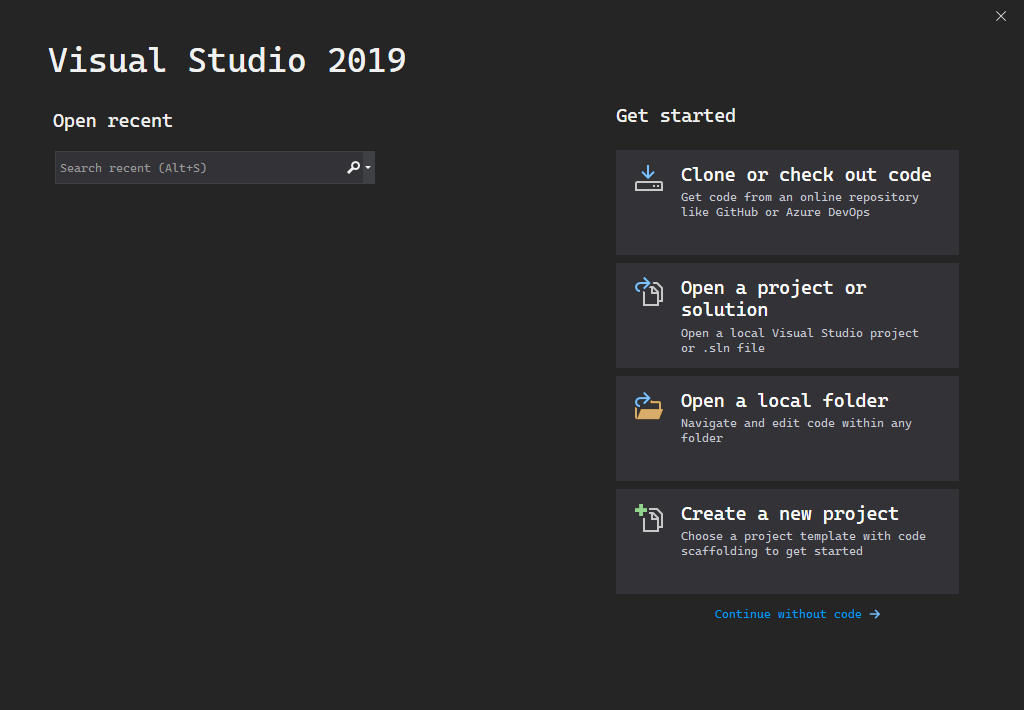 Visual Studio 2019
Open recent
Search recent (Alt+S)
Get started
Clone or check out code
Get code from an online repository
like GitHub or Azure DevOps
Open a project or
solution
Open a local Visual Studio project
or .sln file
Open a local folder
Navigate and edit code within any
folder
Create a new project
Choose a project template with code
scaffolding to get started
Continue without code